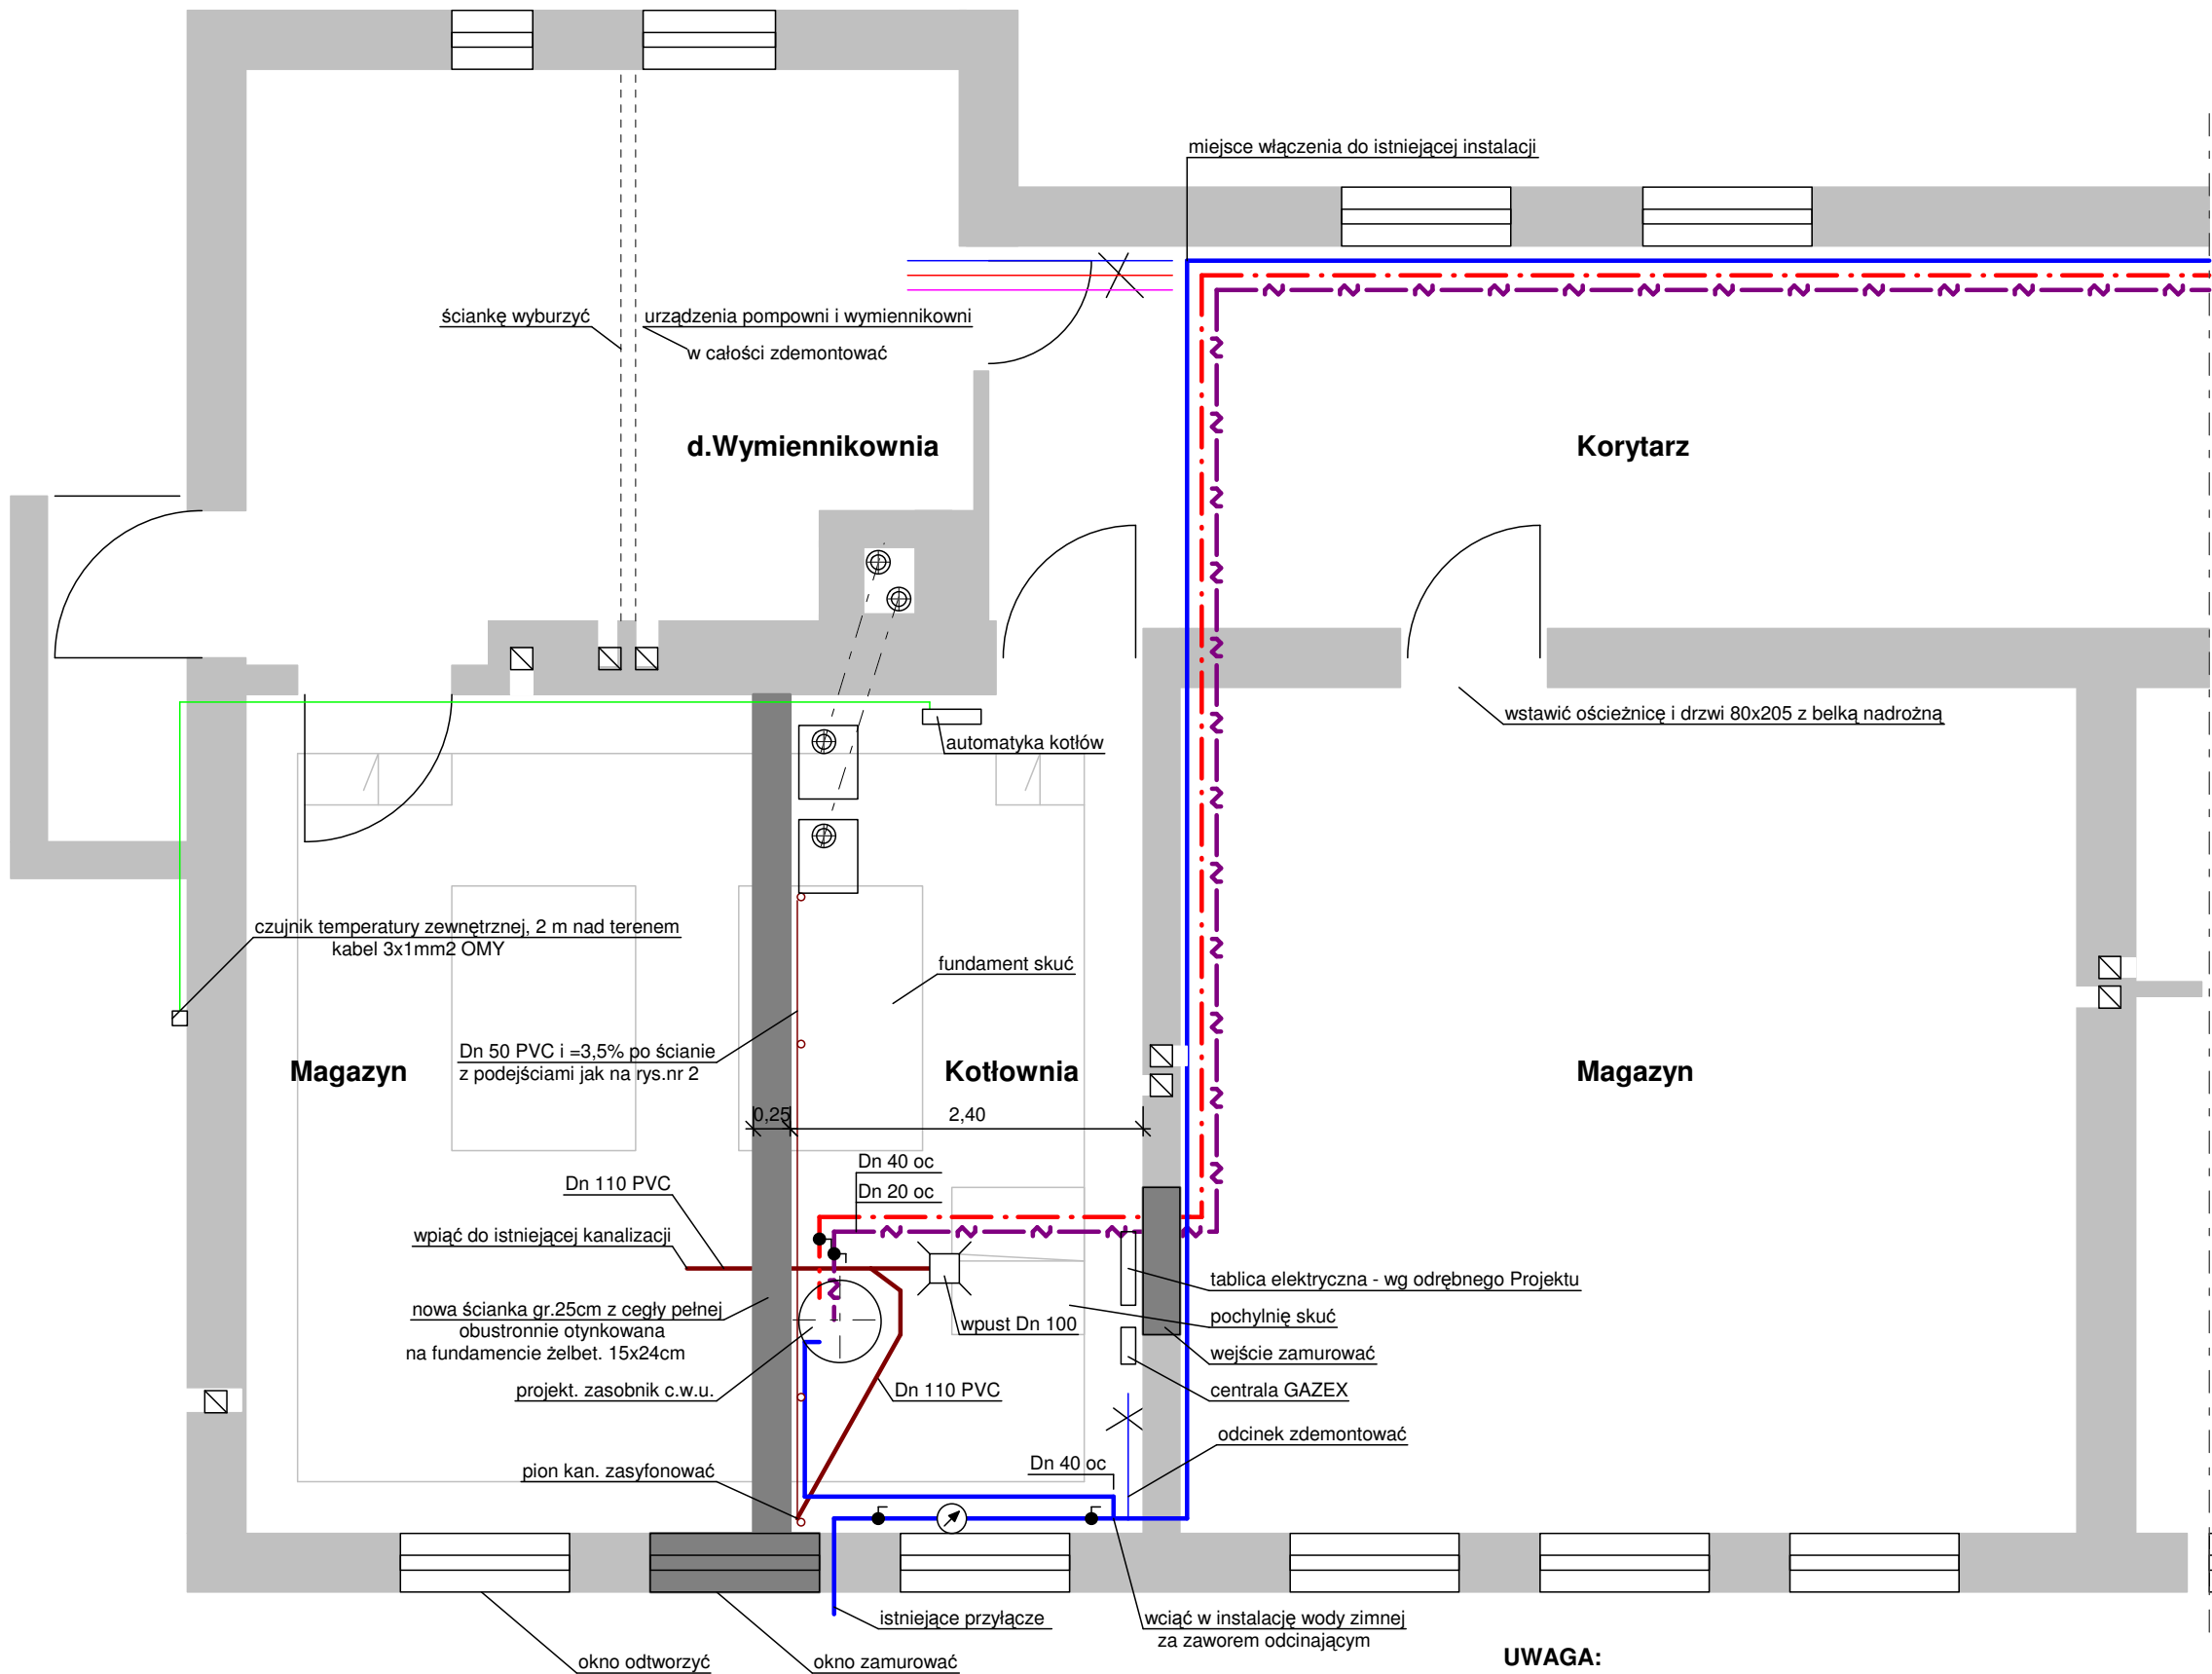 miejsce włączenia do istniejącej instalacji
ściankę wyburzyć
urządzenia pompowni i wymiennikowni
w całości zdemontować
d.Wymiennikownia
Korytarz
wstawić ościeżnicę i drzwi 80x205 z belką nadrożną
automatyka kotłów
czujnik temperatury zewnętrznej, 2 m nad terenem
kabel 3x1mm2 OMY
fundament skuć
Dn 50 PVC i =3,5% po ścianie
z podejściami jak na rys.nr 2
Magazyn
Kotłownia
Magazyn
0,25
2,40
Dn 40 oc
Dn 20 oc
Dn 110 PVC
wpiąć do istniejącej kanalizacji
tablica elektryczna - wg odrębnego Projektu
nowa ścianka gr.25cm z cegły pełnej
obustronnie otynkowana
na fundamencie żelbet. 15x24cm
wpust Dn 100
pochylnię skuć
wejście zamurować
projekt. zasobnik c.w.u.
Dn 110 PVC
centrala GAZEX
odcinek zdemontować
pion kan. zasyfonować
Dn 40 oc
istniejące przyłącze
wciąć w instalację wody zimnej
za zaworem odcinającym
okno odtworzyć
okno zamurować
UWAGA: